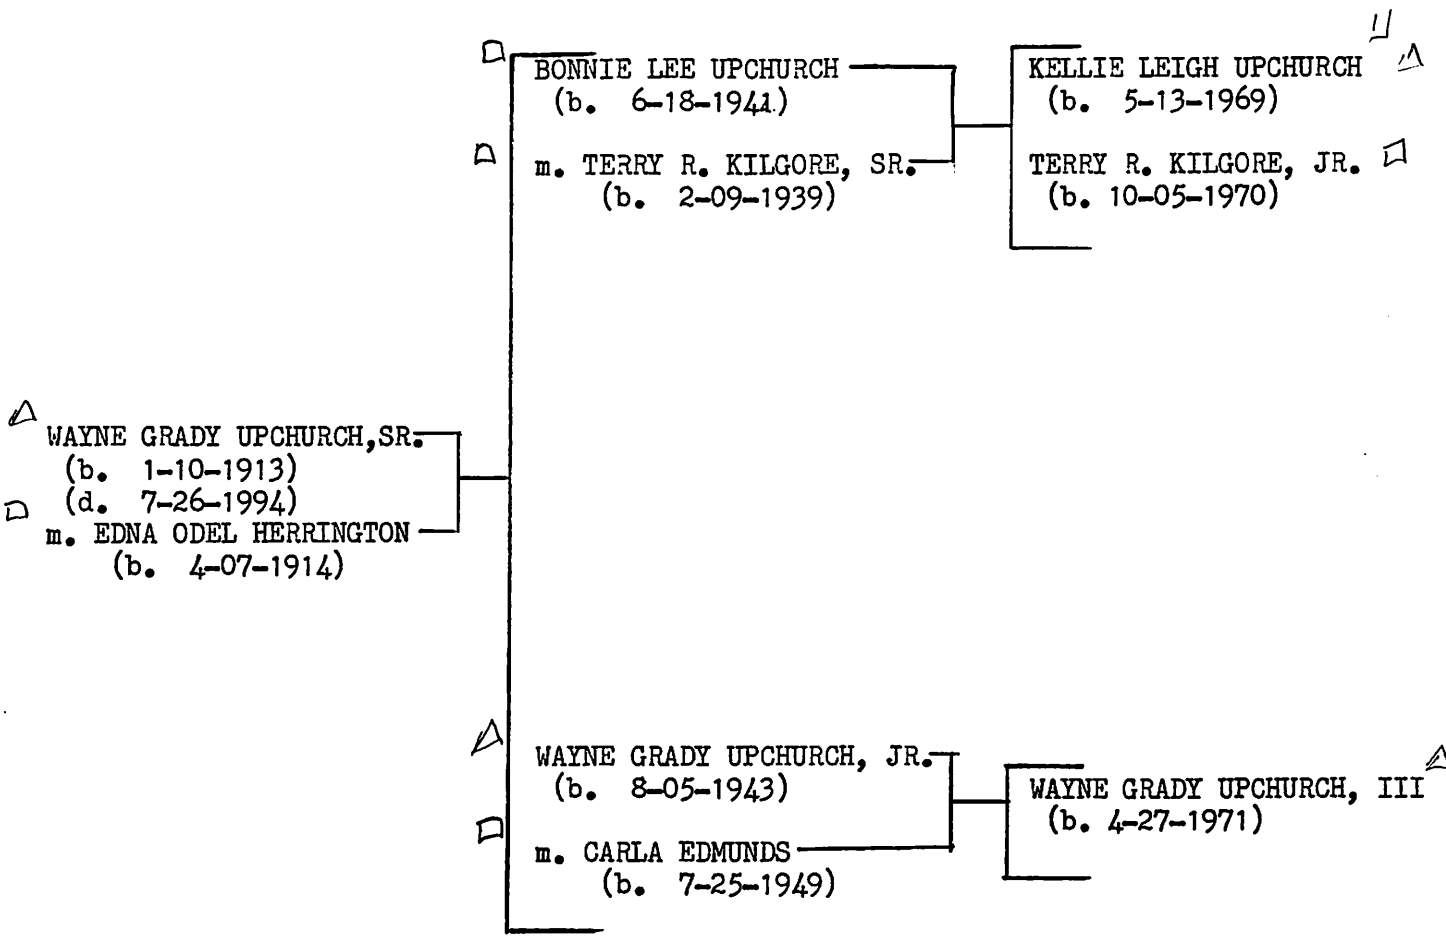 BONNIE LEE UPCHURCH
(b. 6-18-1941)
m. TERRY R. KILGORE, SR.
(b. 2-09-1939)
KELLIE LEIGH UPCHURCH
(b. 5-13-1969)
TERRY R. KILGORE, JR.
(b. 10-05-1970)
WAYNE GRADY UPCHURCH,SR.
(b. 1-10-1913)
(d. 7-26-1994)
m. EDNA ODEL HERRINGTON
(b. 4-07-1914)
WAYNE GRADY UPCHURCH, JR.
(b. 8-05-1943)
m. CARLA EDMUNDS
(b. 7-25-1949)
WAYNE GRADY UPCHURCH, III
(b. 4-27-1971)